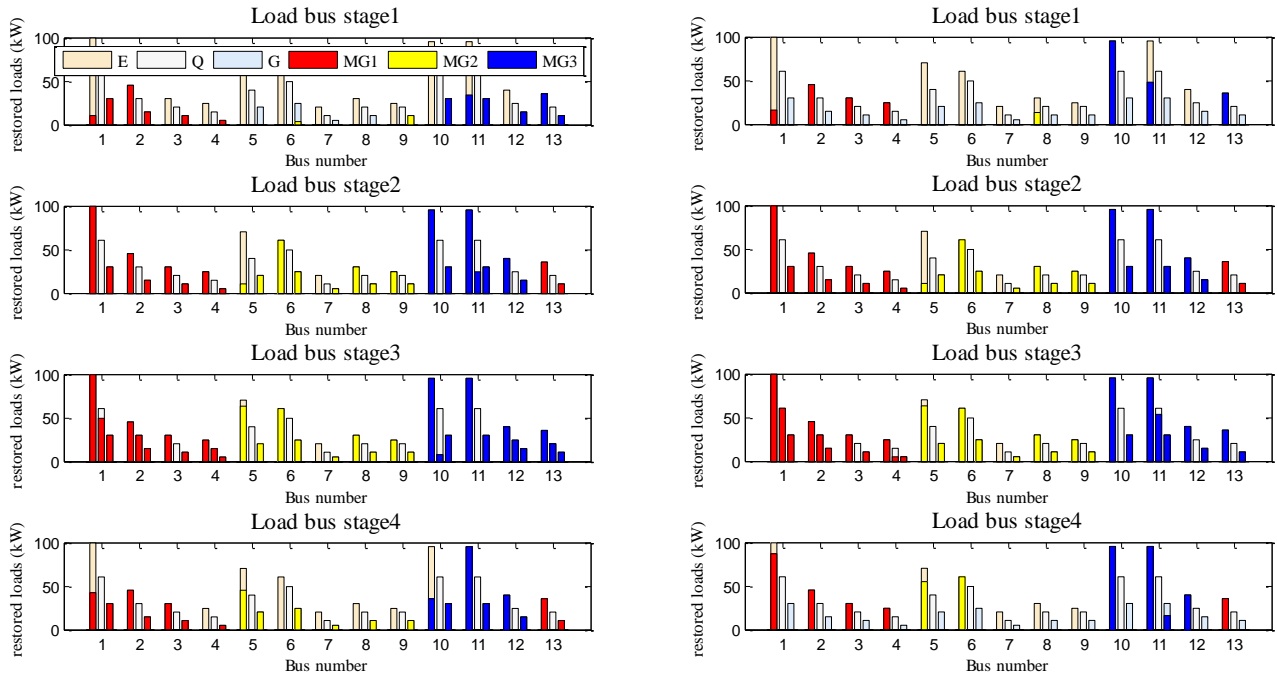 Load bus stage1
restored loads (kW)
100
50
0
E Q G MG1 MG2 MG3
1 2 3 4 5 6 7 8 9 10 11 12 13
Bus number
Load bus stage2
restored loads (kW)
100
50
0
1 2 3 4 5 6 7 8 9 10 11 12 13
Bus number
Load bus stage3
restored loads (kW)
100
50
0
1 2 3 4 5 6 7 8 9 10 11 12 13
Bus number
Load bus stage4
restored loads (kW)
100
50
0
1 2 3 4 5 6 7 8 9 10 11 12 13
Bus number
Load bus stage1
restored loads (kW)
100
50
0
1 2 3 4 5 6 7 8 9 10 11 12 13
Bus number
Load bus stage2
restored loads (kW)
100
50
0
1 2 3 4 5 6 7 8 9 10 11 12 13
Bus number
Load bus stage3
restored loads (kW)
100
50
0
1 2 3 4 5 6 7 8 9 10 11 12 13
Bus number
Load bus stage4
restored loads (kW)
100
50
0
1 2 3 4 5 6 7 8 9 10 11 12 13
Bus number